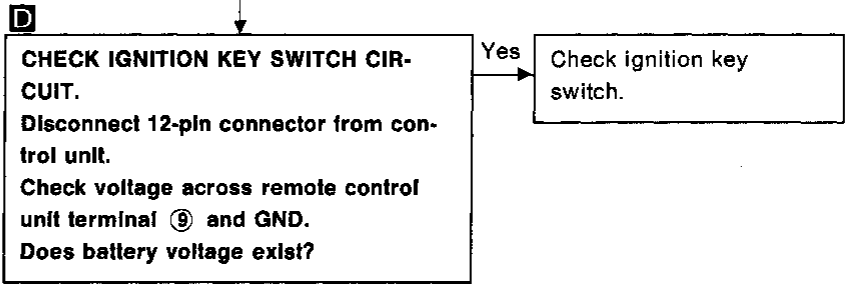 D
CHECK IGNITION KEY SWITCH CIR-
CUIT.
Disconnect 12-pin connector from con-
trol unit.
Check voltage across remote control
unit terminal ⑨ and GND.
Does battery voltage exist?
Yes
Check ignition key
switch.